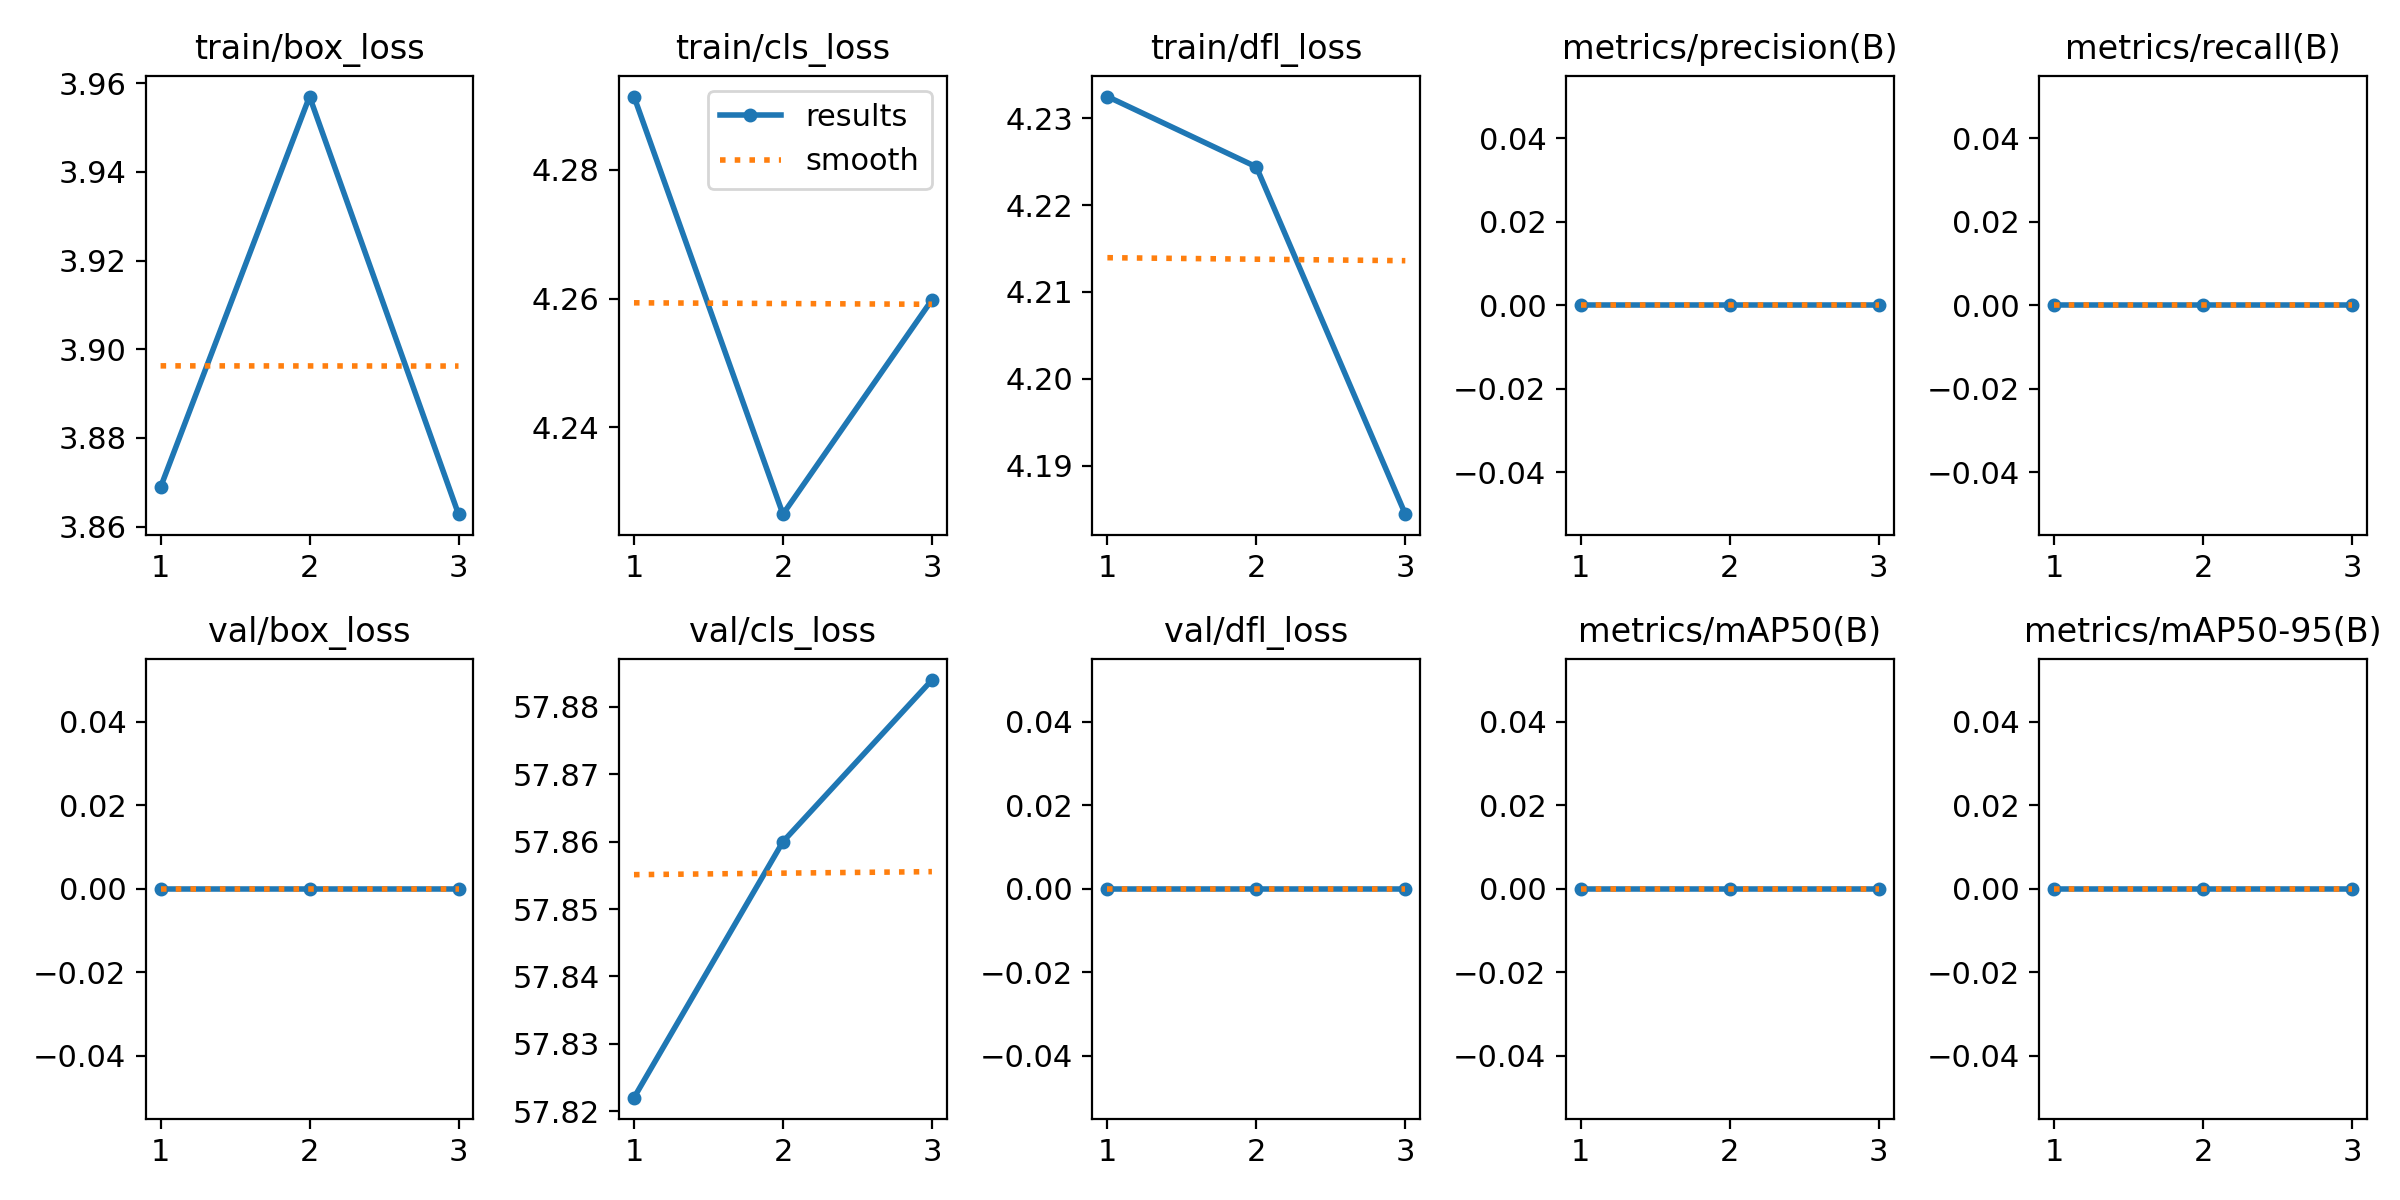 train/box_loss
3.96
3.94
3.92
3.90
3.88
3.86
1 2 3
train/cls_loss
results
smooth
4.28
4.26
4.24
1 2 3
train/dfl_loss
4.23
4.22
4.21
4.20
4.19
1 2 3
metrics/precision(B)
0.04
0.02
0.00
−0.02
−0.04
1 2 3
metrics/recall(B)
0.04
0.02
0.00
−0.02
−0.04
1 2 3
val/box_loss
0.04
0.02
0.00
−0.02
−0.04
1 2 3
val/cls_loss
57.88
57.87
57.86
57.85
57.84
57.83
57.82
1 2 3
val/dfl_loss
0.04
0.02
0.00
−0.02
−0.04
1 2 3
metrics/mAP50(B)
0.04
0.02
0.00
−0.02
−0.04
1 2 3
metrics/mAP50-95(B)
0.04
0.02
0.00
−0.02
−0.04
1 2 3